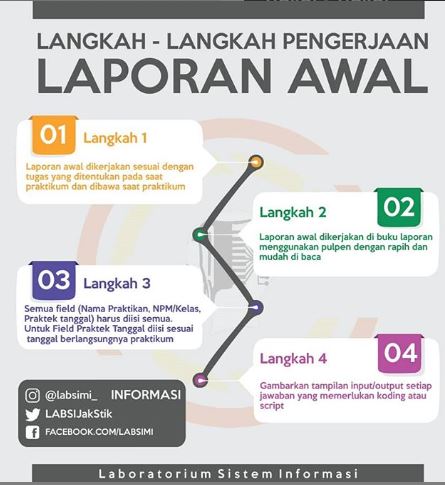 LANGKAH - LANGKAH PENGERJAAN
LAPORAN AWAL
01
Langkah 1
Laporan awal dikerjakan sesuai dengan
tugas yang ditentukan pada saat
praktikum dan dibawa saat praktikum
02
Langkah 2
Laporan awal dikerjakan di buku laporan
menggunakan pulpen dengan rapih dan
mudah di baca
03
Langkah 3
Semua field (Nama Praktikan, NPM/Kelas,
Praktek tanggal) harus diisi semua.
Untuk Field Praktek Tanggal diisi sesuai
tanggal berlangsungnya praktikum
04
Langkah 4
Gambarkan tampilan input/output setiap
jawaban yang memerlukan koding atau
script
@labsimi_ INFORMASI
LABSIJakStik
FACEBOOK.COM/LABSIMI
Laboratorium Sistem Informasi